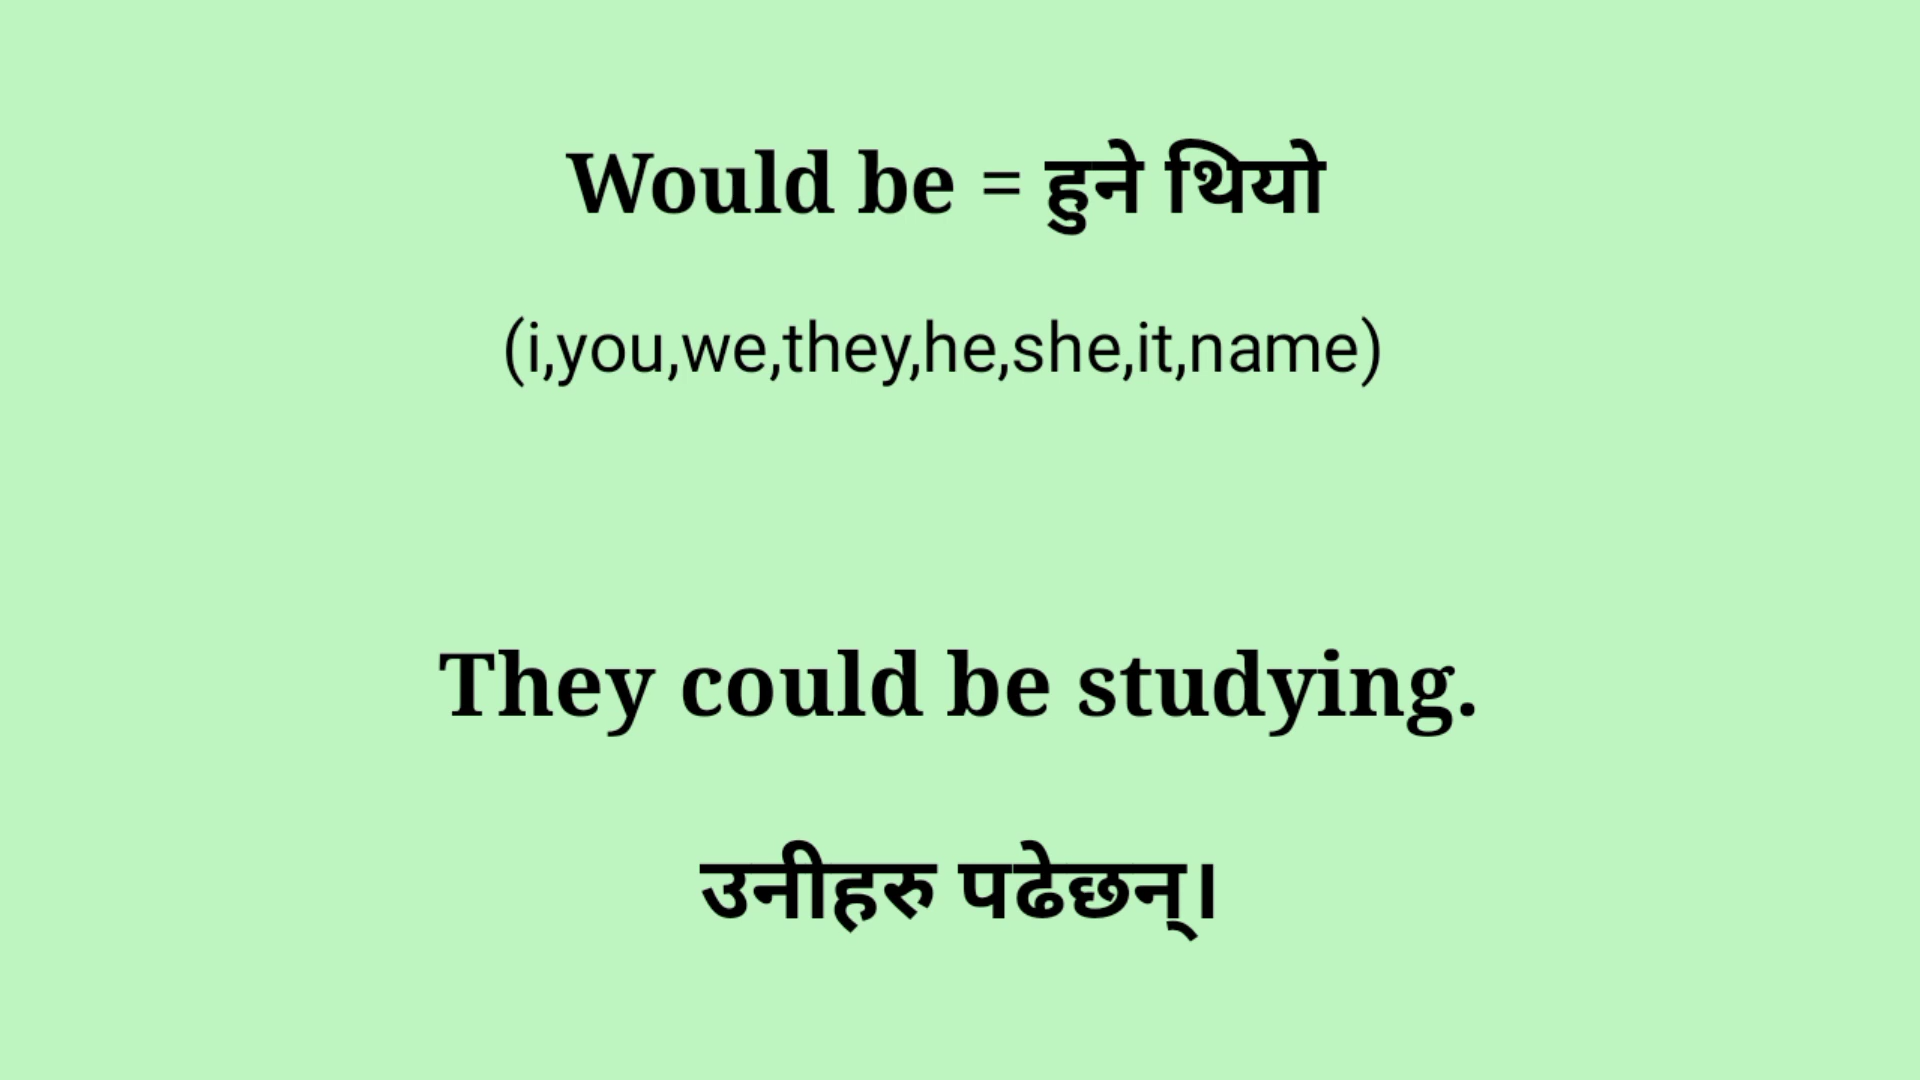 Would be = हुने थियो
(i,you,we,they,he,she,it,name)
They could be studying.
उनीहरु पढेछन्।